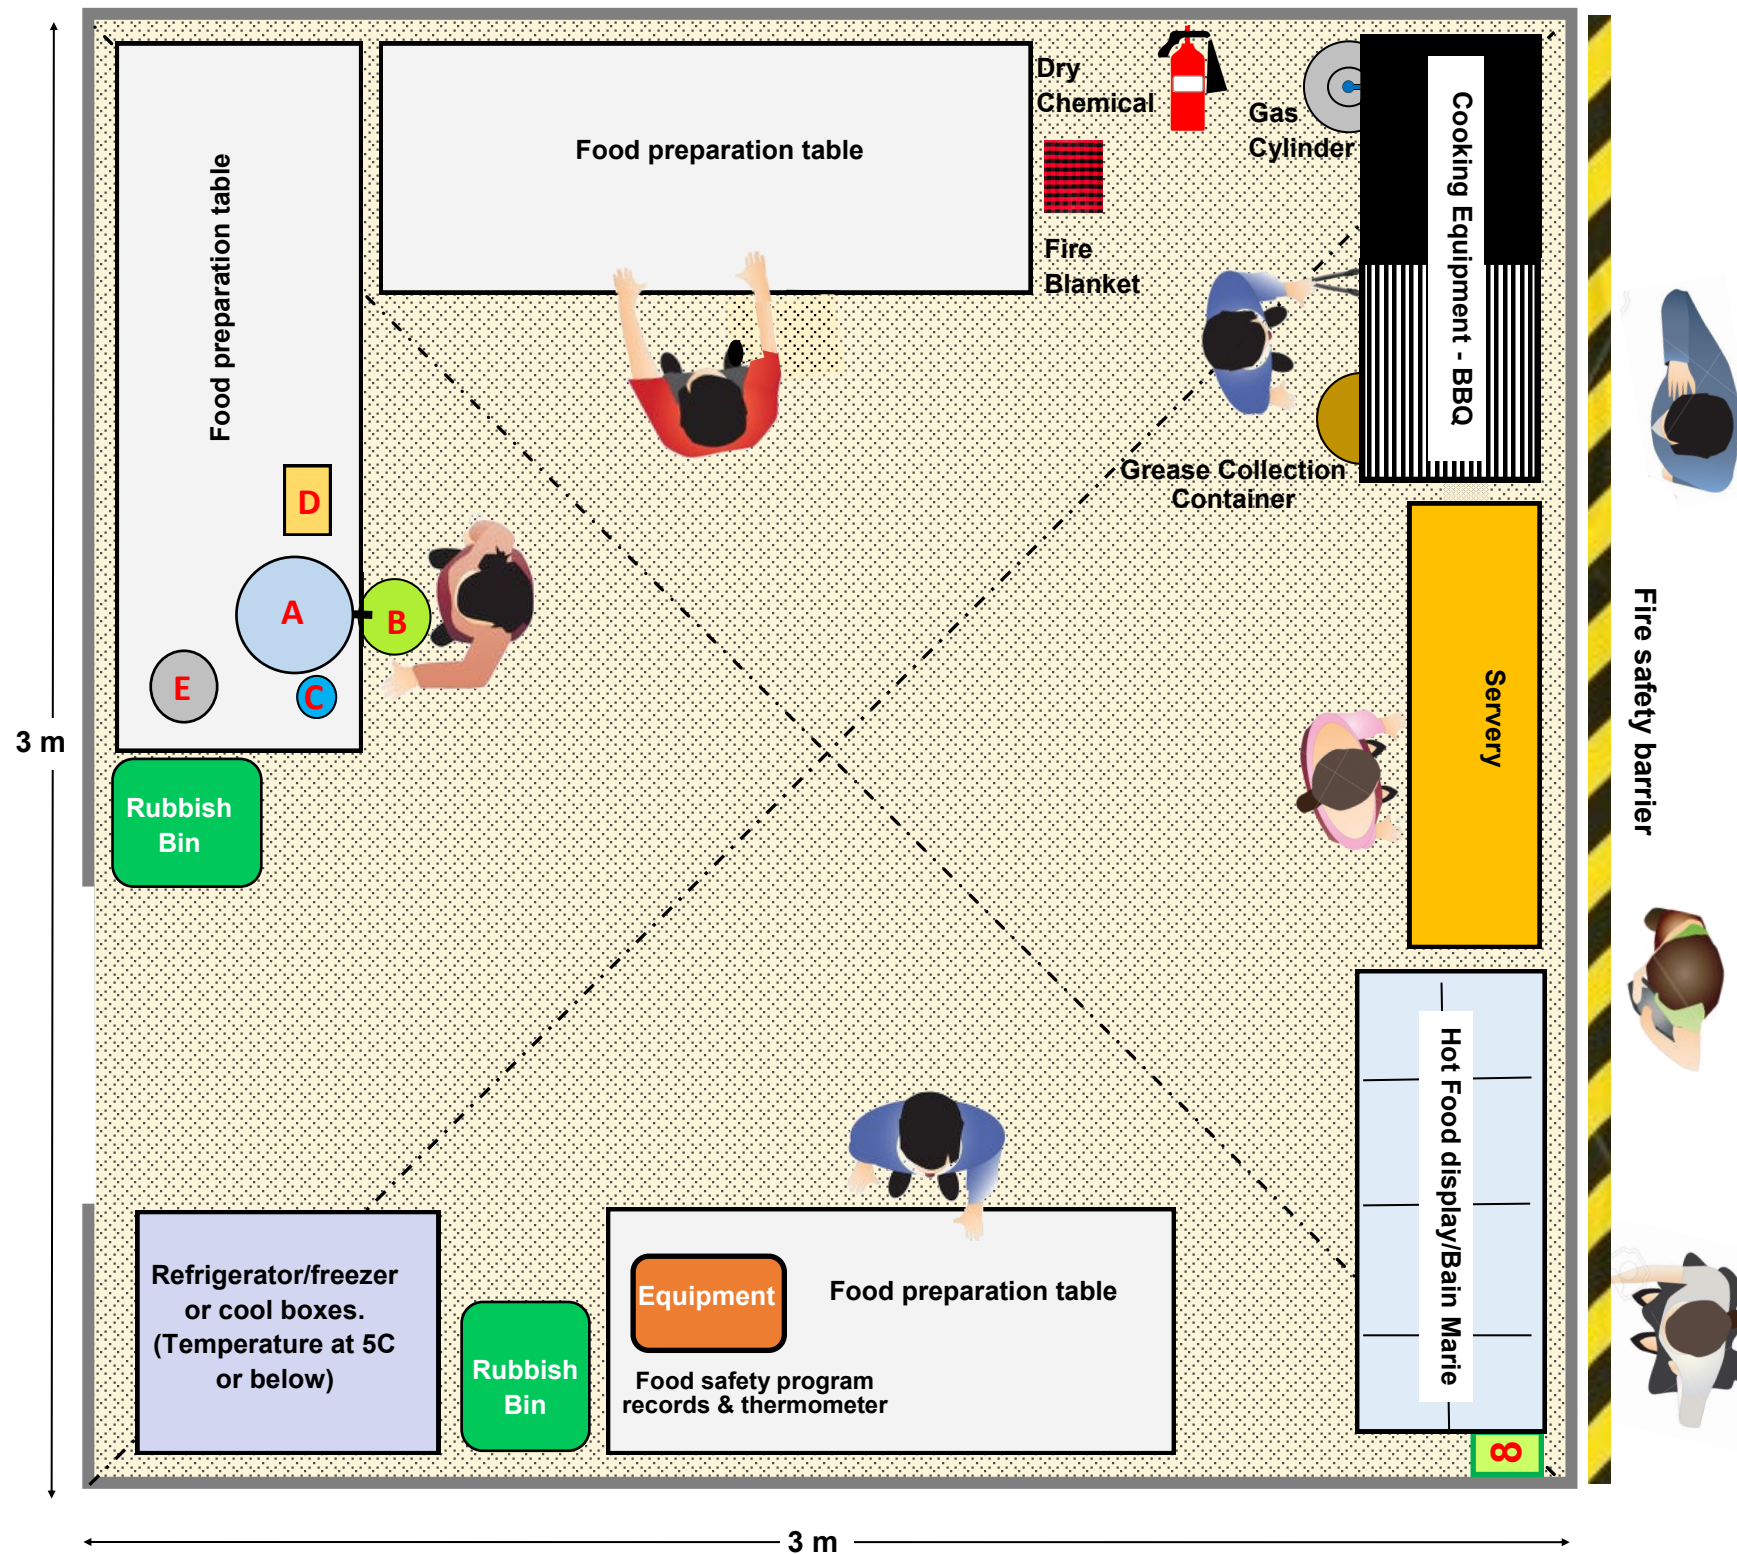 Food preparation table
Food preparation table
Dry
Chemical
Fire
Blanket
Gas
Cylinder
Cooking Equipment - BBQ
Grease Collection
Container
D
A
B
E
C
3 m
Rubbish
Bin
Servery
Fire safety barrier
Refrigerator/freezer
or cool boxes.
(Temperature at 5C
or below)
Rubbish
Bin
Equipment
Food preparation table
Food safety program
records & thermometer
Hot Food display/Bain Marie
8
3 m